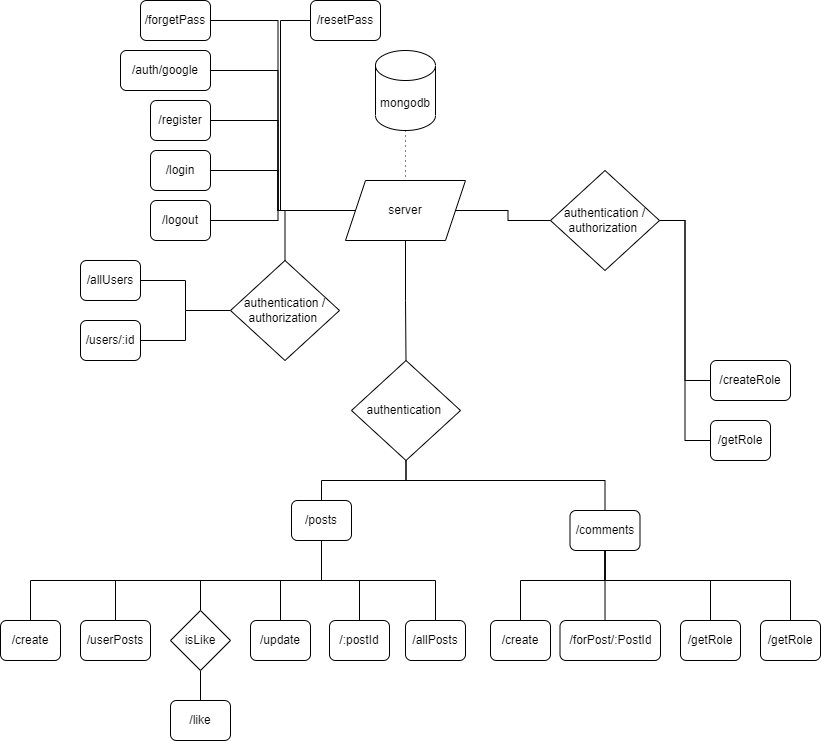 /forgetPass
/resetPass
/auth/google
mongodb
/register
/login
/logout
server
authentication /
authorization
/allUsers
authentication /
authorization
/users/:id
/createRole
authentication
/getRole
/posts
/comments
/create
/userPosts
isLike
/update
/:postId
/allPosts
/create
/forPost/:PostId
/getRole
/getRole
/like